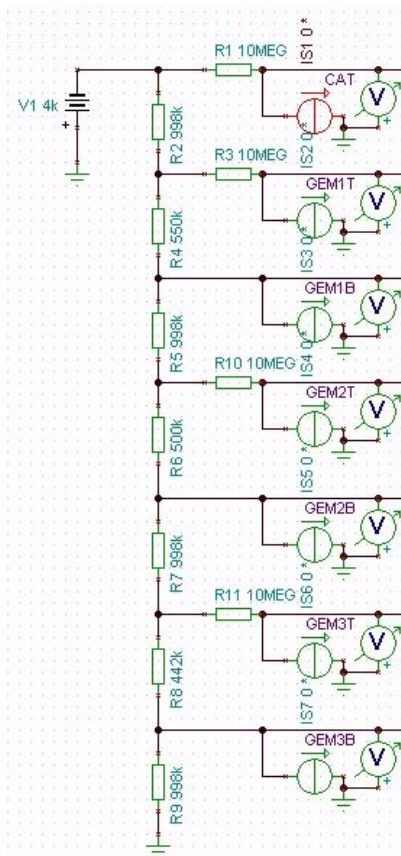 IS1 0 *
R1 10MEG
CAT
V1 4k
+
V
+
R2 998k
IS2 0 *
R3 10MEG
GEM1T
V
+
R4 550k
IS3 0 *
GEM1B
V
+
R5 998k
IS4 0 *
R10 10MEG
GEM2T
V
+
R6 500k
IS5 0 *
GEM2B
V
+
R7 998k
IS6 0 *
R11 10MEG
GEM3T
V
+
R8 442k
IS7 0 *
GEM3B
V
+
R9 998k